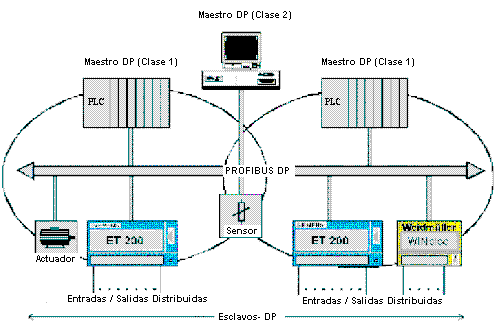 Maestro DP (Clase 2)
Maestro DP (Clase 1)
Maestro DP (Clase 1)
PLC
PLC
PROFIBUS DP
Sensor
ET 200
ET 200
Weidmüller
Actuador
Entradas / Salidas Distribuidas
Entradas / Salidas Distribuidas
Esclavos- DP